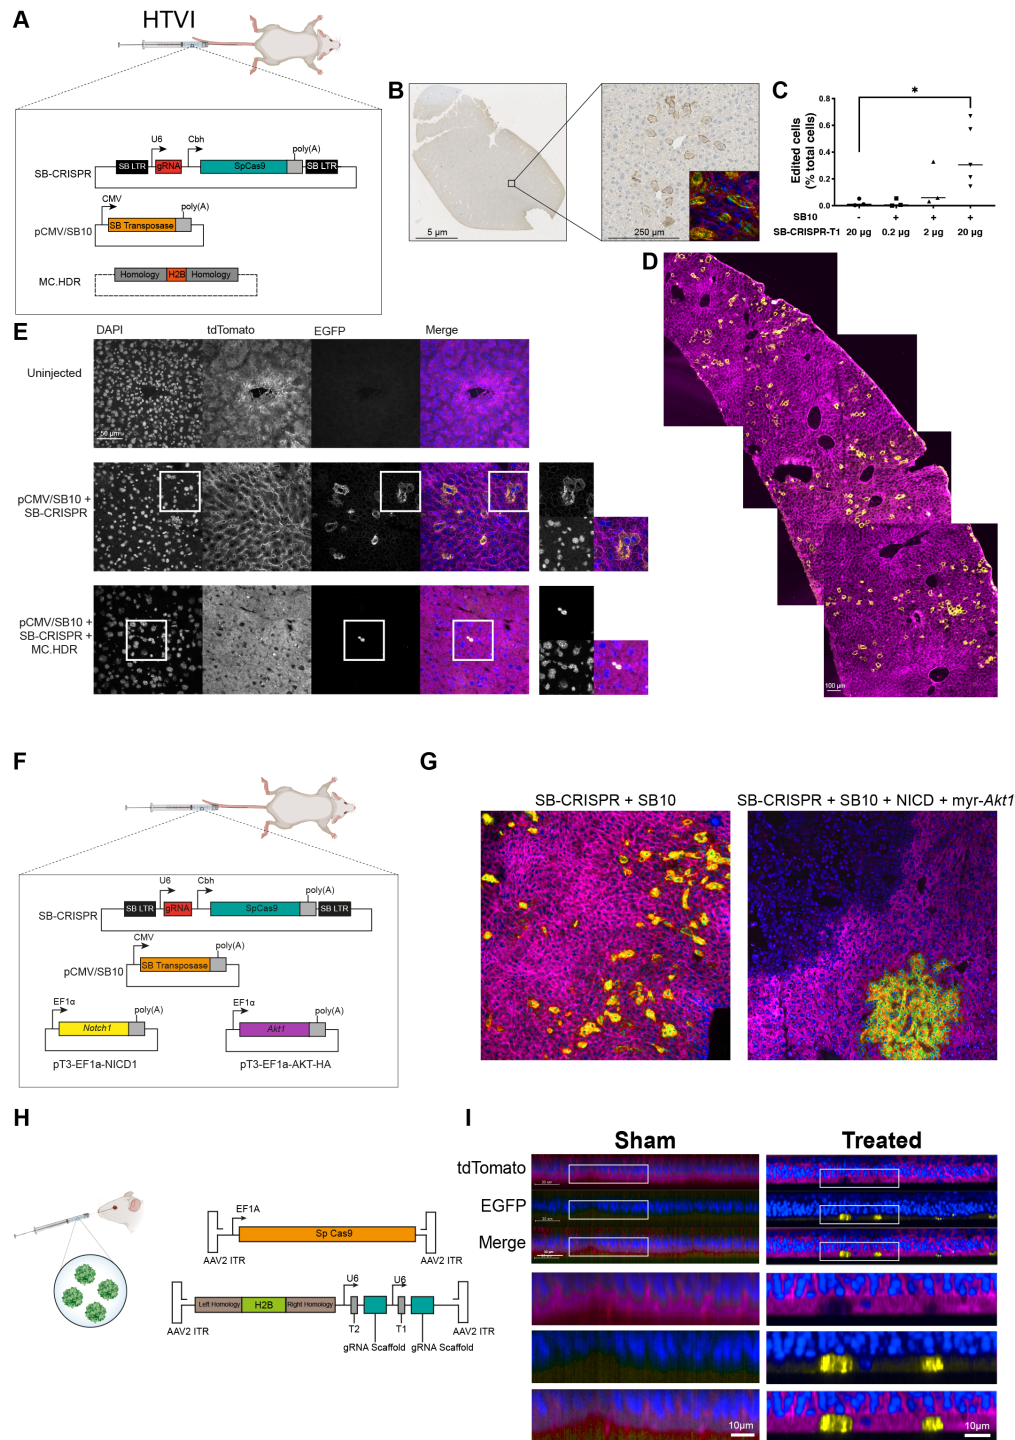 A
HTVI
U6
Cbh
poly(A)
SB-CRISPR
SB LTR
gRNA
SpCas9
SB LTR
CMV
poly(A)
pCMV/SB10
SB Transposase
MC.HDR
Homology
H2B
Homology
B
5 µm
250 µm
C
Edited cells
(% total cells)
0.8
0.6
0.4
0.2
0.0
*
SB10
- + + +
SB-CRISPR-T1
20 µg 0.2 µg 2 µg 20 µg
D
100 µm
E
DAPI
tdTomato
EGFP
Merge
Uninjected
50 µm
pCMV/SB10 +
SB-CRISPR
pCMV/SB10 +
SB-CRISPR +
MC.HDR
F
U6
Cbh
poly(A)
SB-CRISPR
SB LTR
gRNA
SpCas9
SB LTR
CMV
poly(A)
pCMV/SB10
SB Transposase
EF1α
poly(A)
Notch1
pT3-EF1a-NICD1
EF1α
poly(A)
Akt1
pT3-EF1a-AKT-HA
G
SB-CRISPR + SB10
SB-CRISPR + SB10 + NICD + myr-Akt1
H
EF1A
Sp Cas9
AAV2 ITR
AAV2 ITR
U6
U6
Left Homology
H2B
Right Homology
AAV2 ITR
T2
T1
AAV2 ITR
gRNA Scaffold
gRNA Scaffold
I
Sham
Treated
tdTomato
EGFP
Merge
10µm
10µm